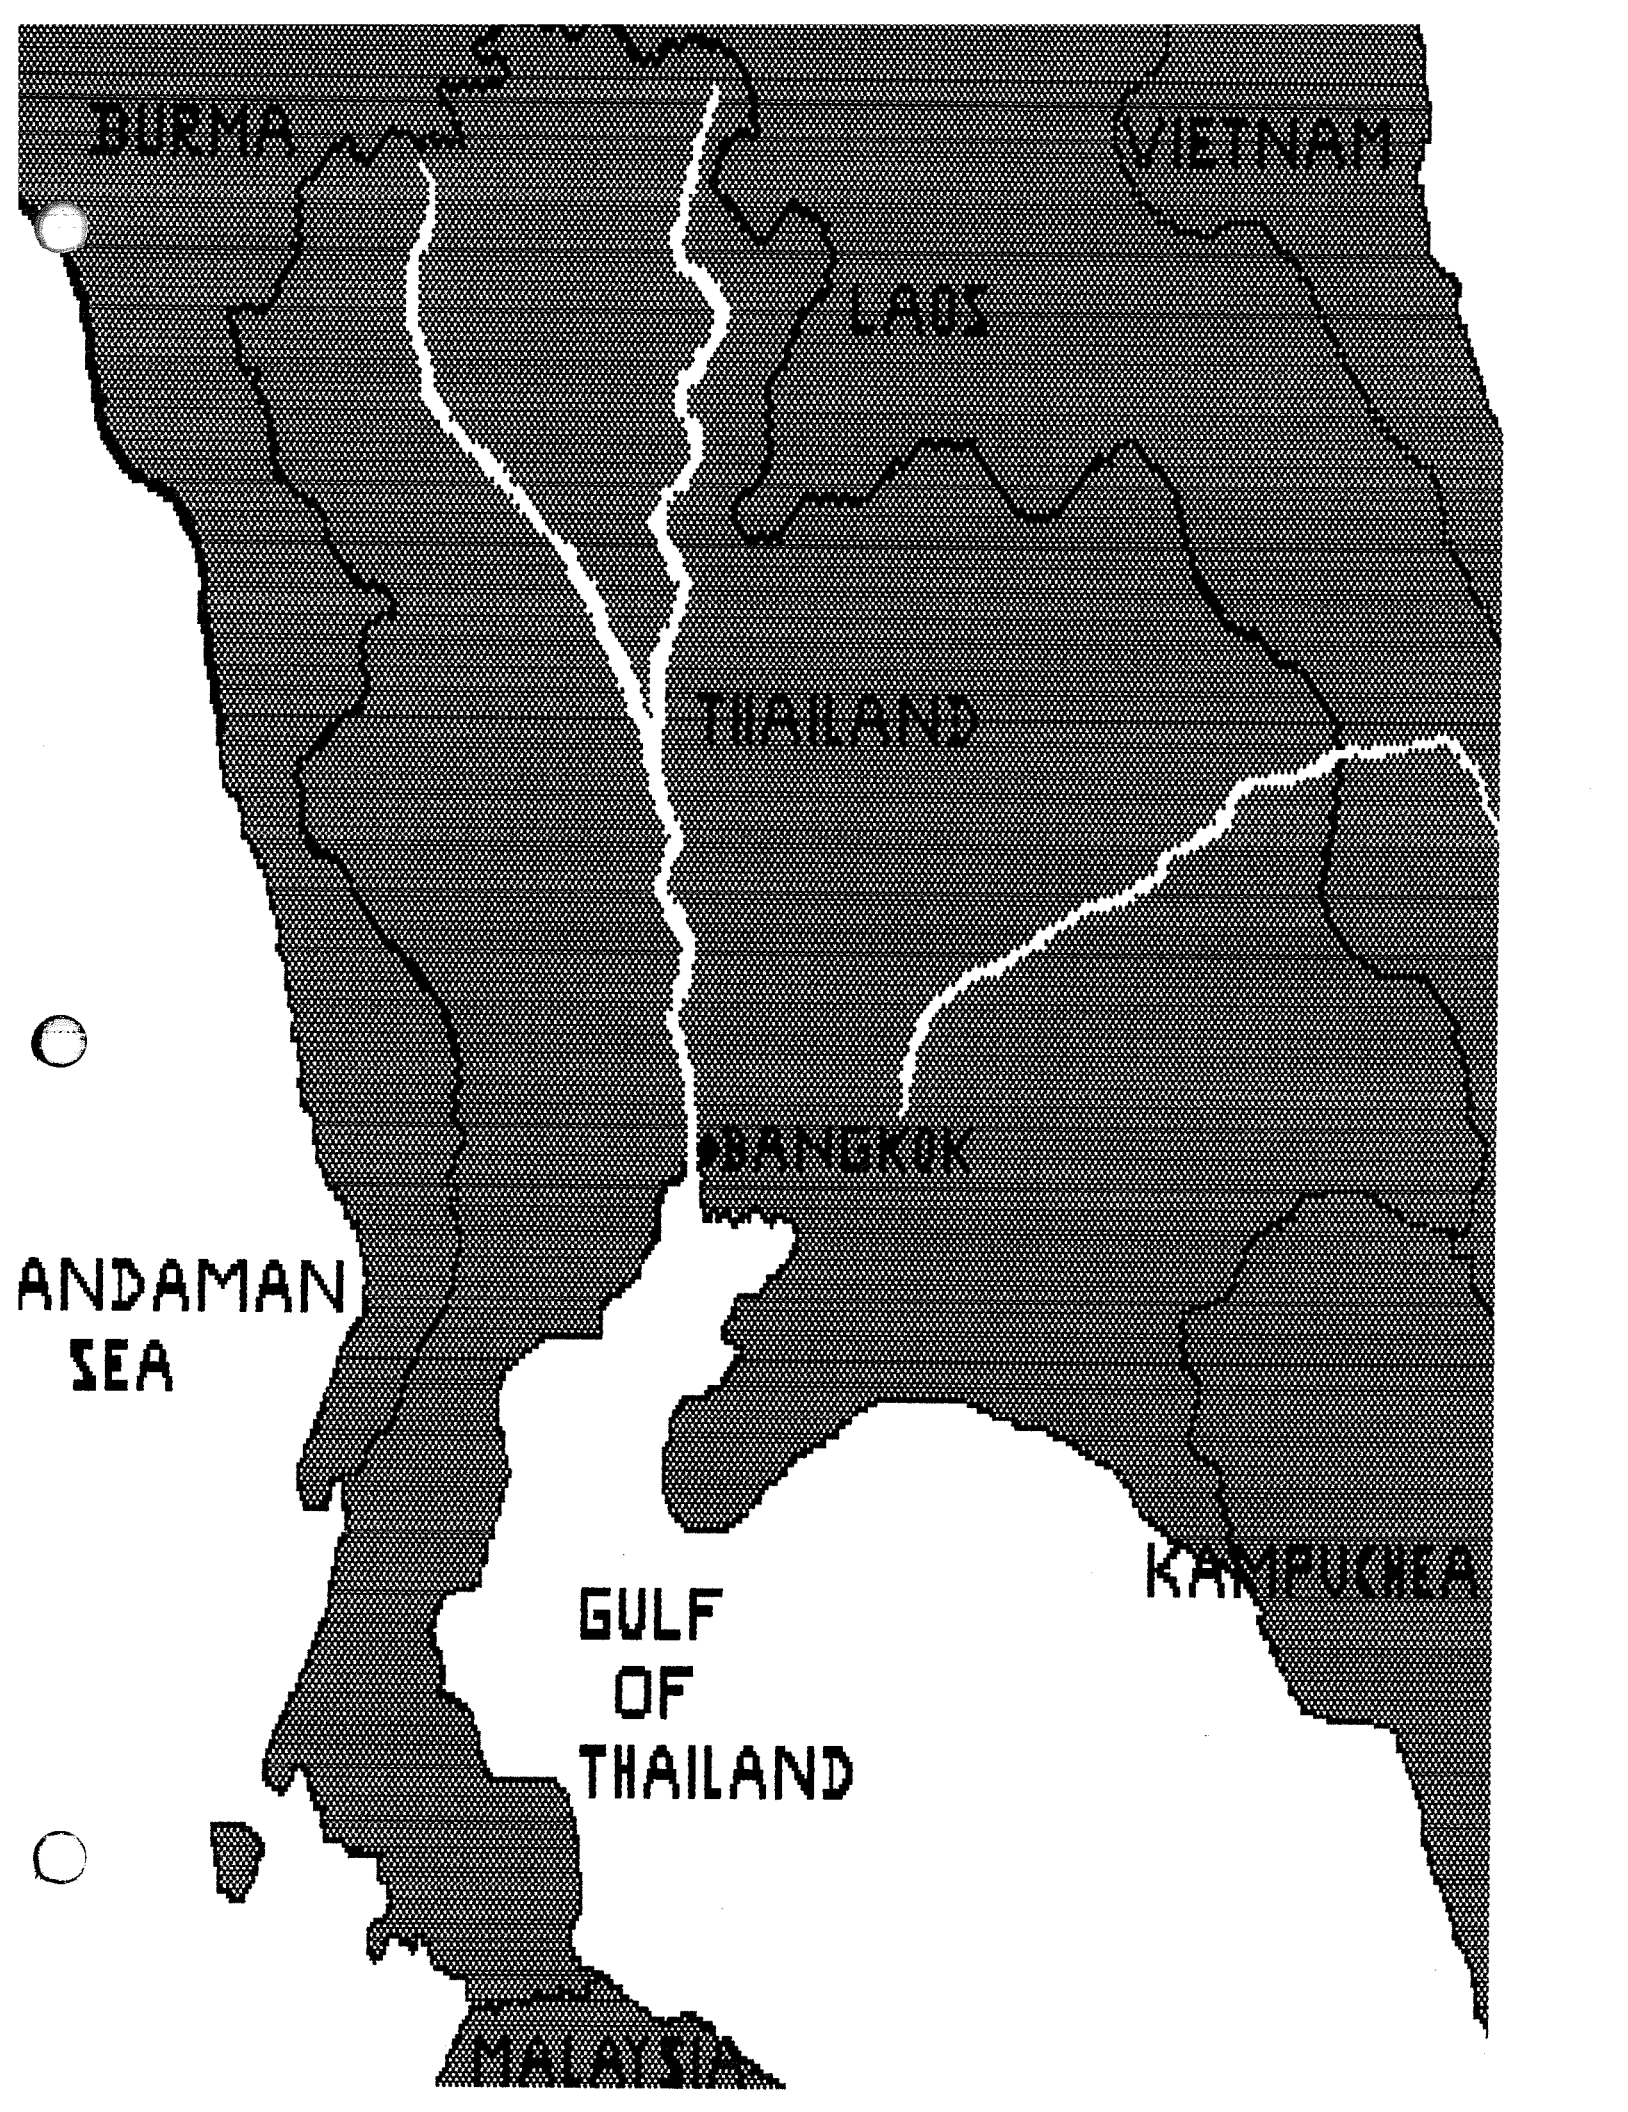 BURMA
VIETNAM
LAOS
THAILAND
BANGKOK
ANDAMAN
SEA
KAMPUCHEA
GULF
OF
THAILAND
MALAYSIA